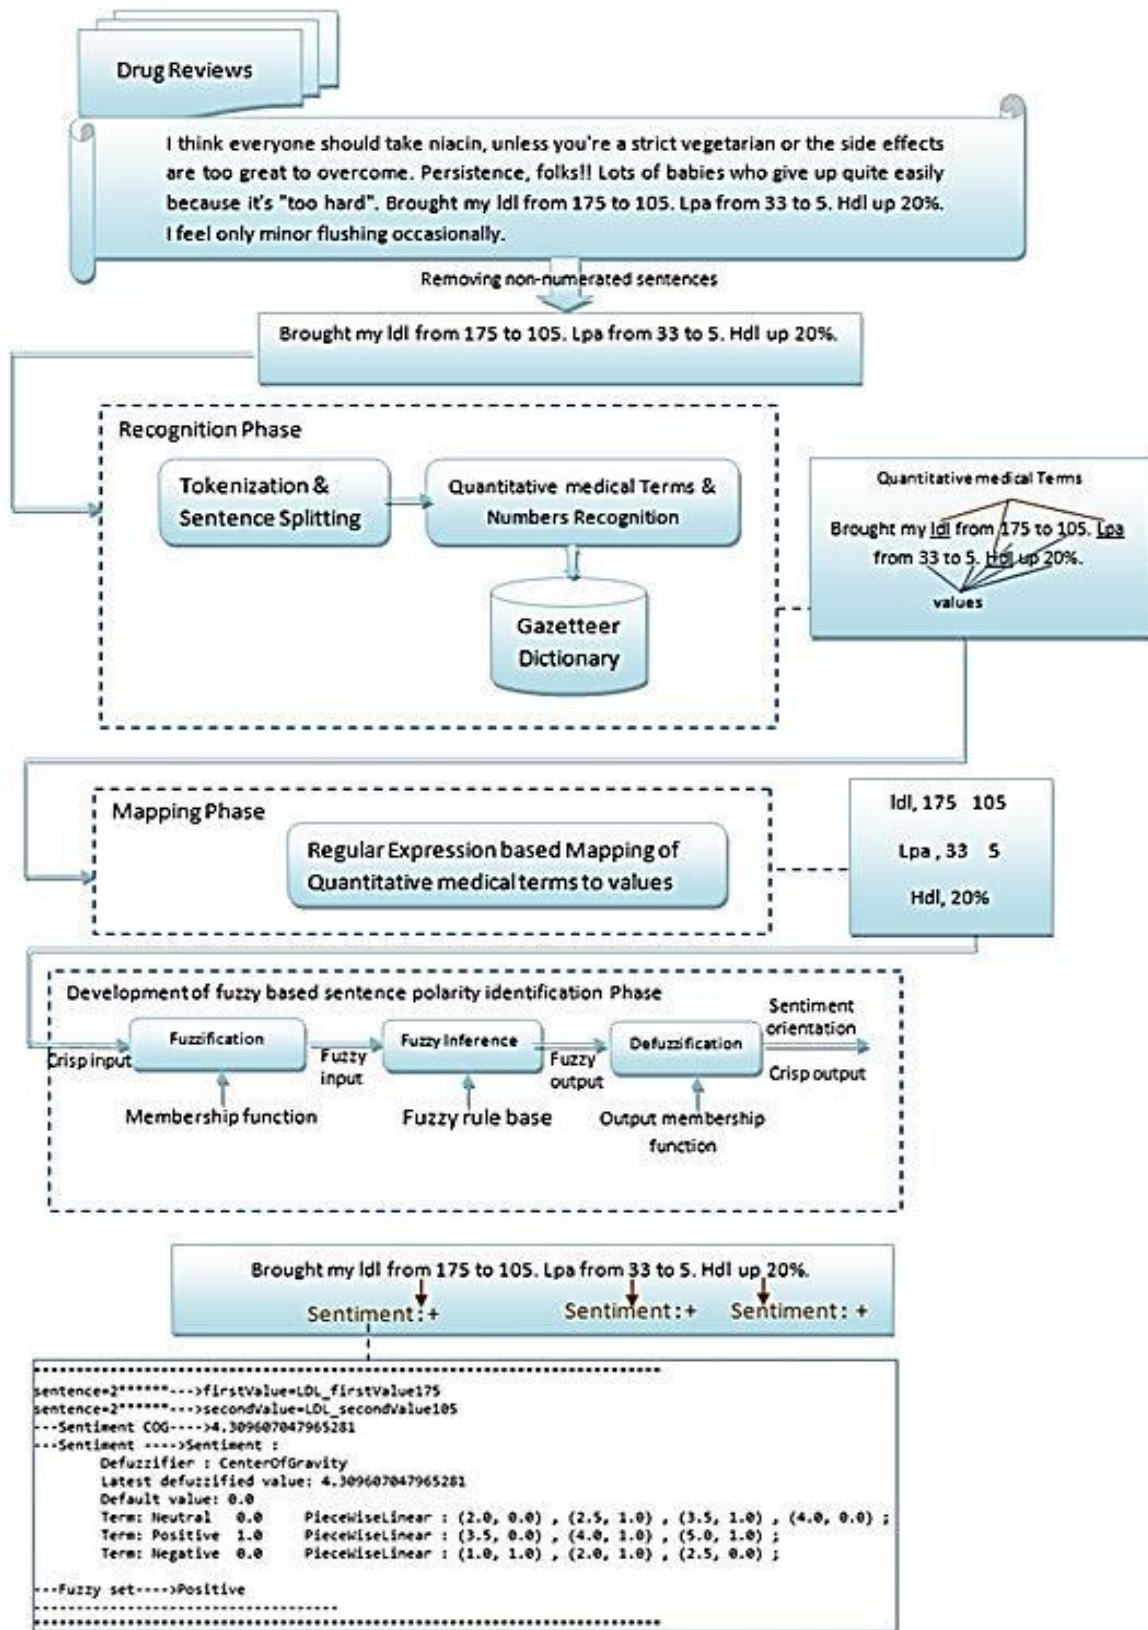 Drug Reviews
I think everyone should take niacin, unless you're a strict vegetarian or the side effects
are too great to overcome. Persistence, folks!! Lots of babies who give up quite easily
because it's "too hard". Brought my ldl from 175 to 105. Lpa from 33 to 5. Hdl up 20%.
I feel only minor flushing occasionally.
Removing non-numerated sentences
Brought my ldl from 175 to 105. Lpa from 33 to 5. Hdl up 20%.
Recognition Phase
Tokenization &
Sentence Splitting
Quantitative medical Terms &
Numbers Recognition
Gazetteer
Dictionary
Quantitative medical Terms
Brought my ldl from 175 to 105. Lpa
from 33 to 5. Hdl up 20%.
values
Mapping Phase
Regular Expression based Mapping of
Quantitative medical terms to values
ldl, 175 105
Lpa , 33 5
Hdl, 20%
Development of fuzzy based sentence polarity identification Phase
Crisp input
Fuzzification
Membership function
Fuzzy
input
Fuzzy Inference
Fuzzy rule base
Fuzzy
output
Defuzzification
Output membership
function
Sentiment
orientation
Crisp output
Brought my ldl from 175 to 105. Lpa from 33 to 5. Hdl up 20%.
Sentiment : + Sentiment : + Sentiment : +
sentence=2******--->firstValue=LDL_firstValue175
sentence=2******--->secondValue=LDL_secondValue105
---Sentiment COG---->4.309607047965281
---Sentiment ---->Sentiment :
Defuzzifier : CenterOfGravity
Latest defuzzified value: 4.309607047965281
Default value: 0.0
Term: Neutral 0.0 PieceWiseLinear : (2.0, 0.0) , (2.5, 1.0) , (3.5, 1.0) , (4.0, 0.0) ;
Term: Positive 1.0 PieceWiseLinear : (3.5, 0.0) , (4.0, 1.0) , (5.0, 1.0) ;
Term: Negative 0.0 PieceWiseLinear : (1.0, 1.0) , (2.0, 1.0) , (2.5, 0.0) ;
---Fuzzy set---->Positive